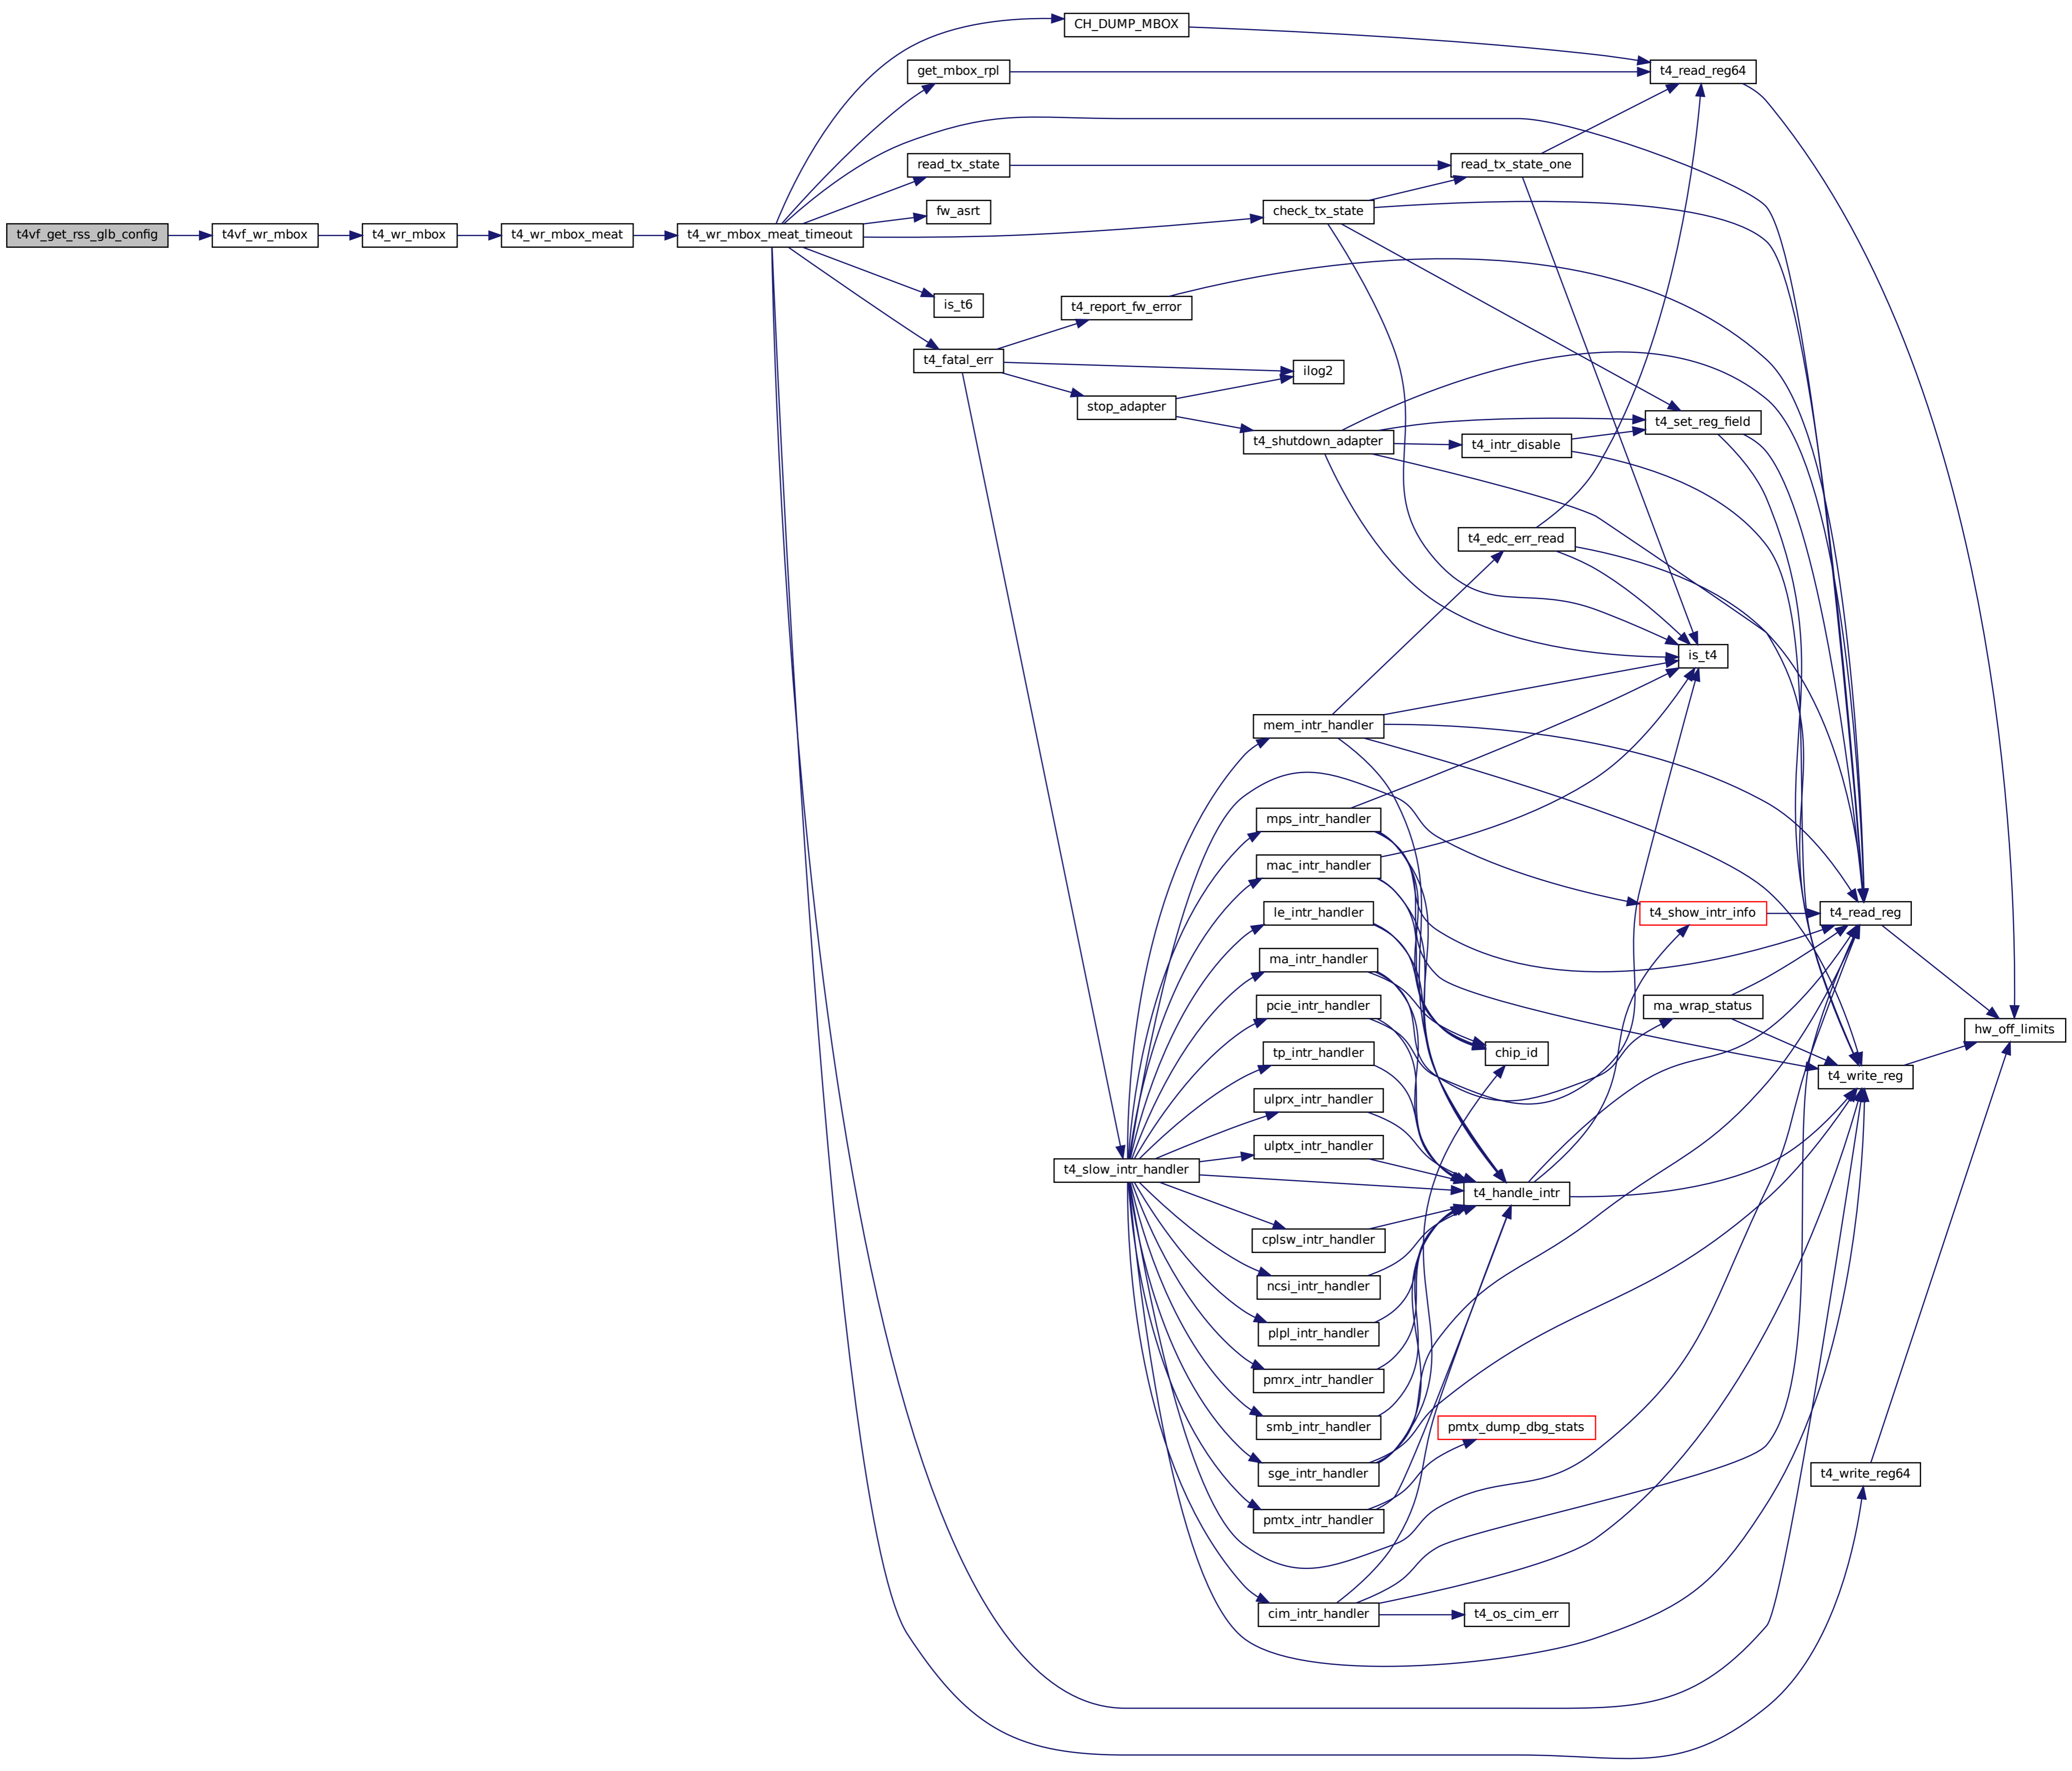 t4vf_get_rss_glb_config
t4vf_wr_mbox
t4_wr_mbox
t4_wr_mbox_meat
t4_wr_mbox_meat_timeout
CH_DUMP_MBOX
get_mbox_rpl
read_tx_state
fw_asrt
is_t6
t4_fatal_err
t4_report_fw_error
stop_adapter
t4_slow_intr_handler
check_tx_state
ilog2
t4_shutdown_adapter
mem_intr_handler
mps_intr_handler
mac_intr_handler
le_intr_handler
ma_intr_handler
pcie_intr_handler
tp_intr_handler
ulprx_intr_handler
ulptx_intr_handler
cplsw_intr_handler
ncsi_intr_handler
plpl_intr_handler
pmrx_intr_handler
smb_intr_handler
sge_intr_handler
pmtx_intr_handler
cim_intr_handler
read_tx_state_one
t4_intr_disable
t4_edc_err_read
chip_id
t4_handle_intr
pmtx_dump_dbg_stats
t4_os_cim_err
t4_read_reg64
t4_set_reg_field
is_t4
t4_show_intr_info
ma_wrap_status
t4_read_reg
t4_write_reg
t4_write_reg64
hw_off_limits